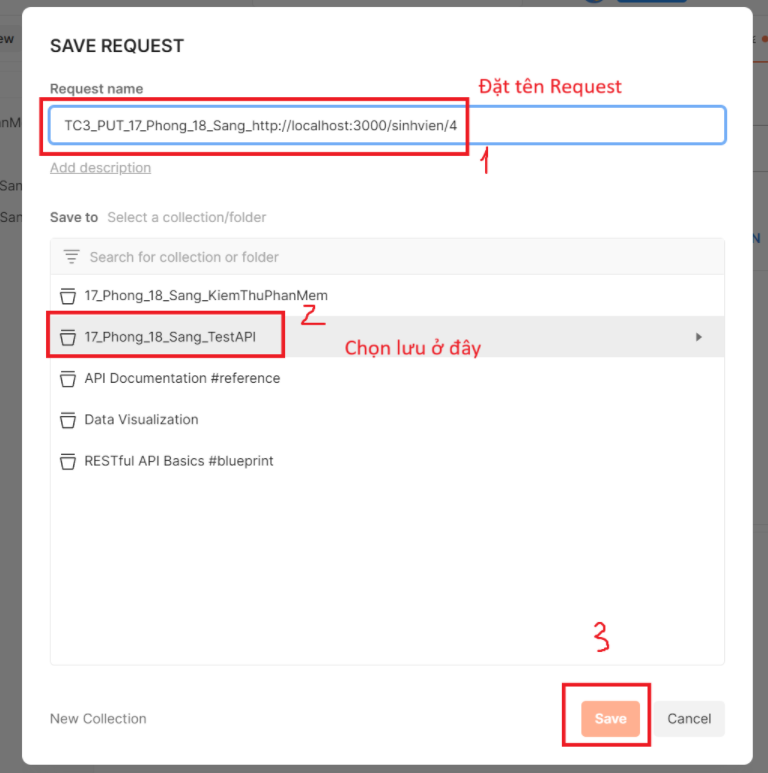 ew
SAVE REQUEST
Request name
Đặt tên Request
TC3_PUT_17_Phong_18_Sang_http://localhost:3000/sinhvien/4
1
anM
Add description
San
San
Save to Select a collection/folder
N
Search for collection or folder
17_Phong_18_Sang_KiemThuPhanMem
2
17_Phong_18_Sang_TestAPI
Chọn lưu ở đây
API Documentation #reference
Data Visualization
RESTful API Basics #blueprint
3
New Collection
Save
Cancel